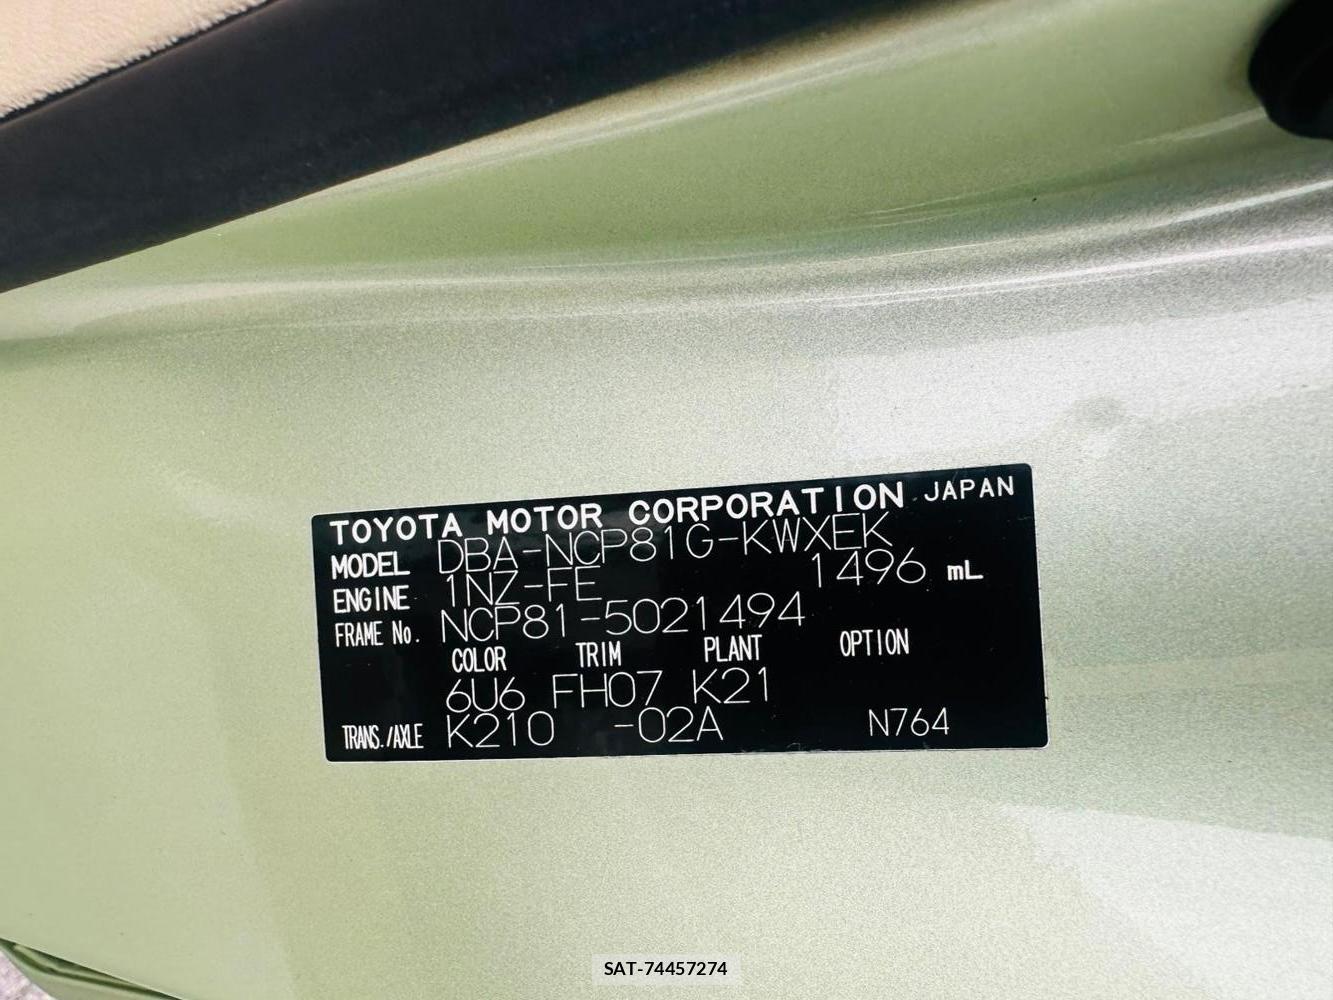 TOYOTA MOTOR CORPORATION JAPAN
MODEL DBA-NCP81G-KWXEK
ENGINE 1NZ-FE 1496 mL
FRAME No. NCP81-5021494
COLOR TRIM PLANT OPTION
6U6 FH07 K21
TRANS./AXLE K210 -02A N764
SAT-74457274